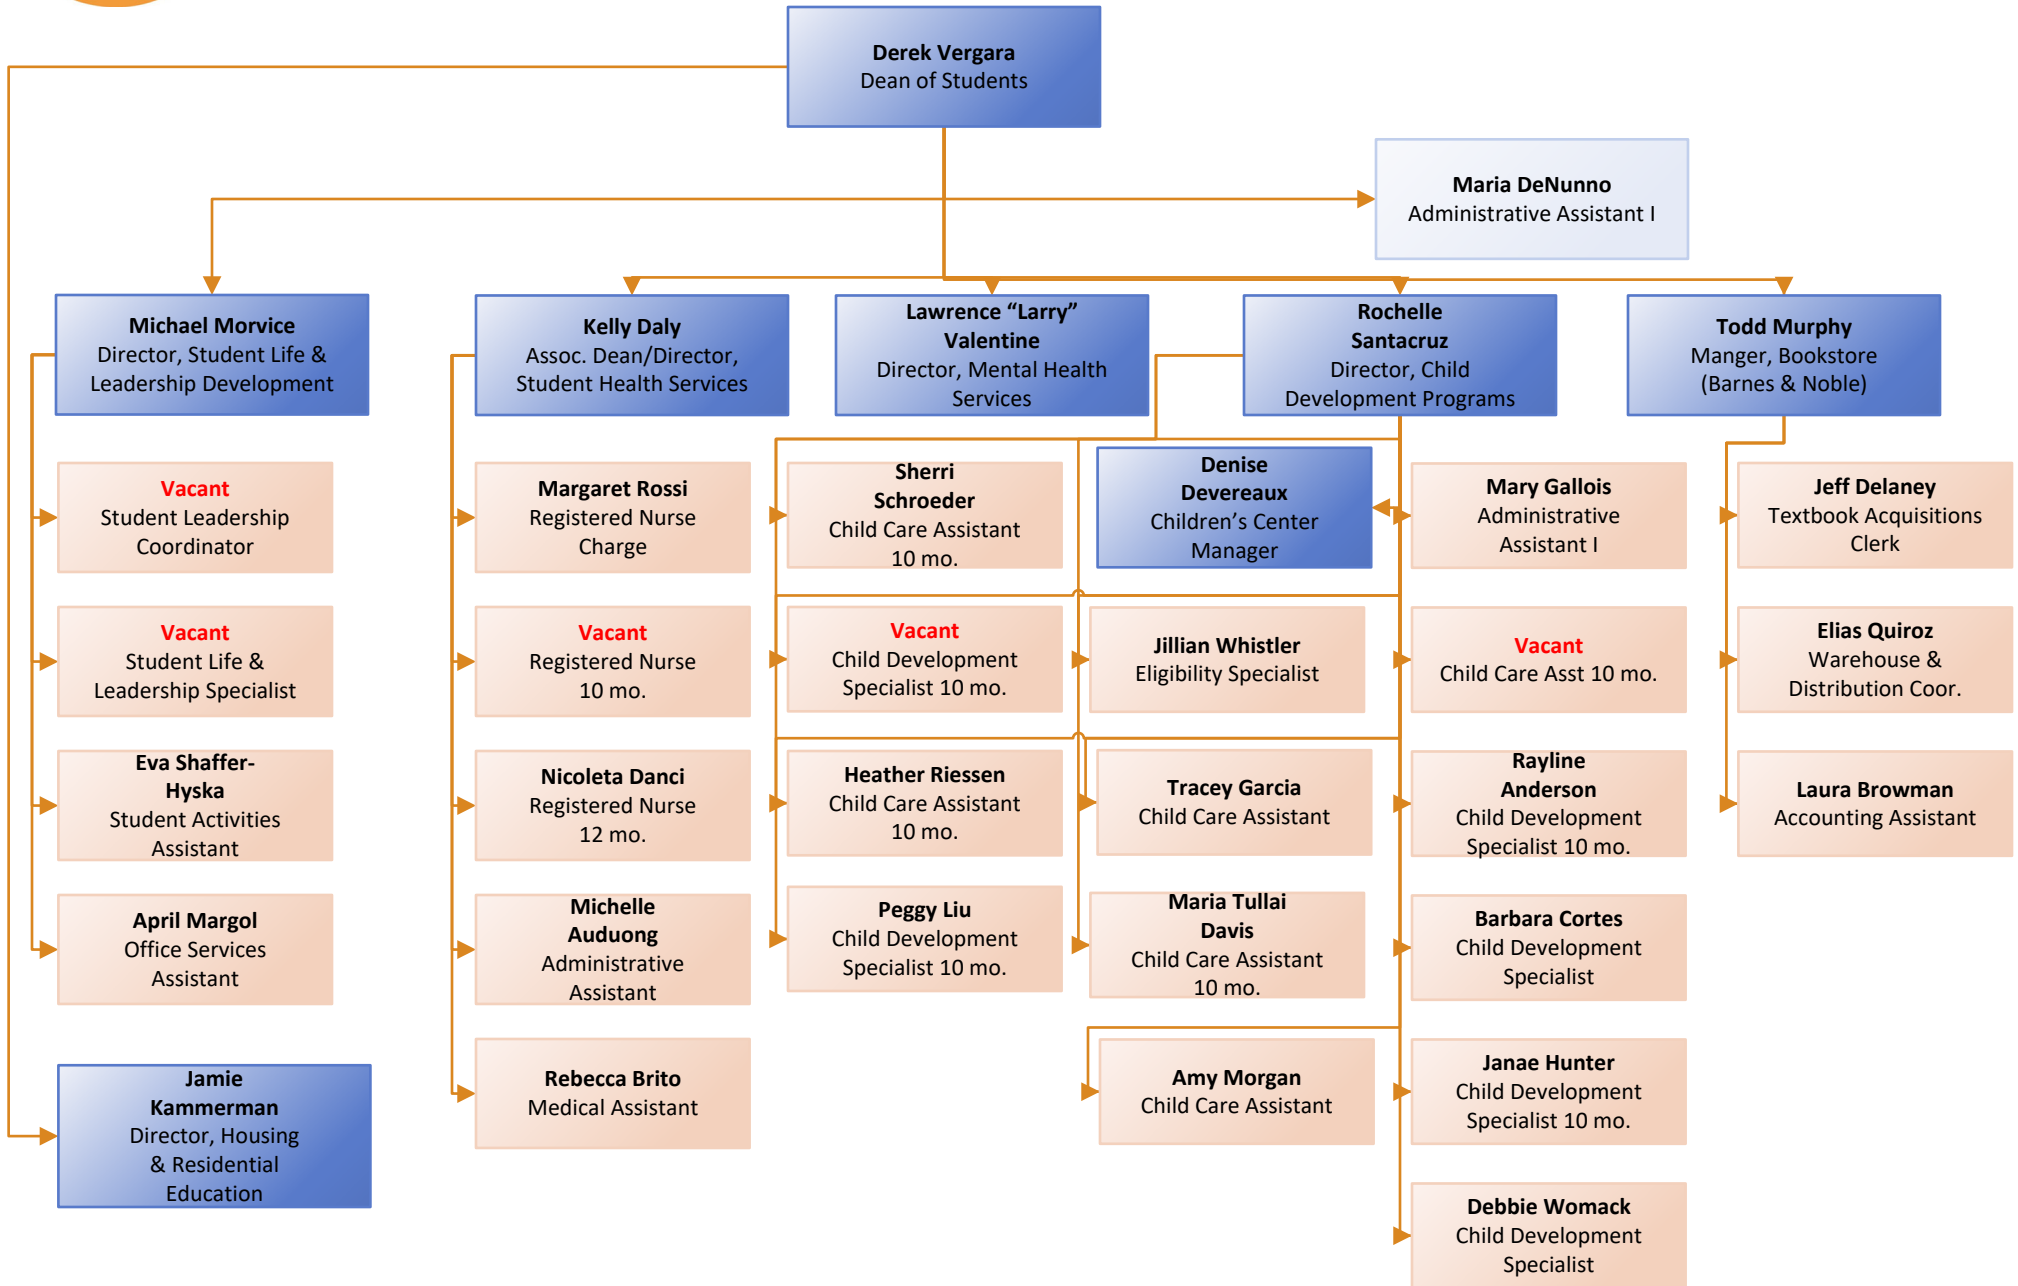 Derek Vergara
Dean of Students
Maria DeNunno
Administrative Assistant I
Michael Morvice
Director, Student Life &
Leadership Development
Kelly Daly
Assoc. Dean/Director,
Student Health Services
Lawrence “Larry”
Valentine
Director, Mental Health
Services
Rochelle
Santacruz
Director, Child
Development Programs
Todd Murphy
Manger, Bookstore
(Barnes & Noble)
Vacant
Student Leadership
Coordinator
Margaret Rossi
Registered Nurse
Charge
Sherri
Schroeder
Child Care Assistant
10 mo.
Denise
Devereaux
Children’s Center
Manager
Mary Gallois
Administrative
Assistant I
Jeff Delaney
Textbook Acquisitions
Clerk
Vacant
Student Life &
Leadership Specialist
Vacant
Registered Nurse
10 mo.
Vacant
Child Development
Specialist 10 mo.
Jillian Whistler
Eligibility Specialist
Vacant
Child Care Asst 10 mo.
Elias Quiroz
Warehouse &
Distribution Coor.
Eva Shaffer-
Hyska
Student Activities
Assistant
Nicoleta Danci
Registered Nurse
12 mo.
Heather Riessen
Child Care Assistant
10 mo.
Tracey Garcia
Child Care Assistant
Rayline
Anderson
Child Development
Specialist 10 mo.
Laura Browman
Accounting Assistant
April Margol
Office Services
Assistant
Michelle
Auduong
Administrative
Assistant
Peggy Liu
Child Development
Specialist 10 mo.
Maria Tullai
Davis
Child Care Assistant
10 mo.
Barbara Cortes
Child Development
Specialist
Jamie
Kammerman
Director, Housing
& Residential
Education
Rebecca Brito
Medical Assistant
Amy Morgan
Child Care Assistant
Janae Hunter
Child Development
Specialist 10 mo.
Debbie Womack
Child Development
Specialist